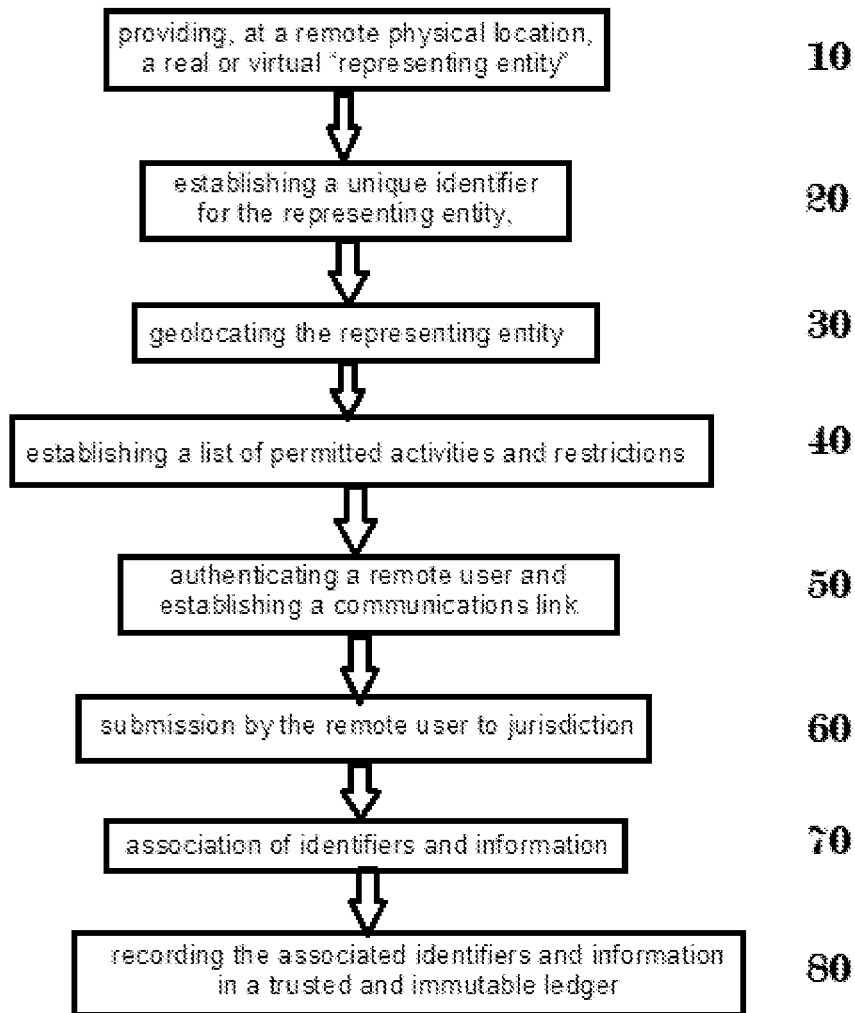 providing, at a remote physical location,
a real or virtual "representing entity"
10
establishing a unique identifier
for the representing entity,
20
geolocating the representing entity
30
establishing a list of permitted activities and restrictions
40
authenticating a remote user and
establishing a communications link
50
submission by the remote user to jurisdiction
60
association of identifiers and information
70
recording the associated identifiers and information
in a trusted and immutable ledger
80